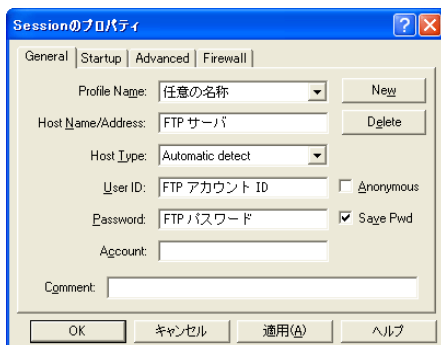 Sessionのプロパティ
General Startup Advanced Firewall
Profile Name: 任意の名称 New
Host Name/Address: FTP サーバ Delete
Host Type: Automatic detect
User ID: FTP アカウント ID Anonymous
Password: FTP パスワード Save Pwd
Account:
Comment:
OK キャンセル 適用(A) ヘルプ